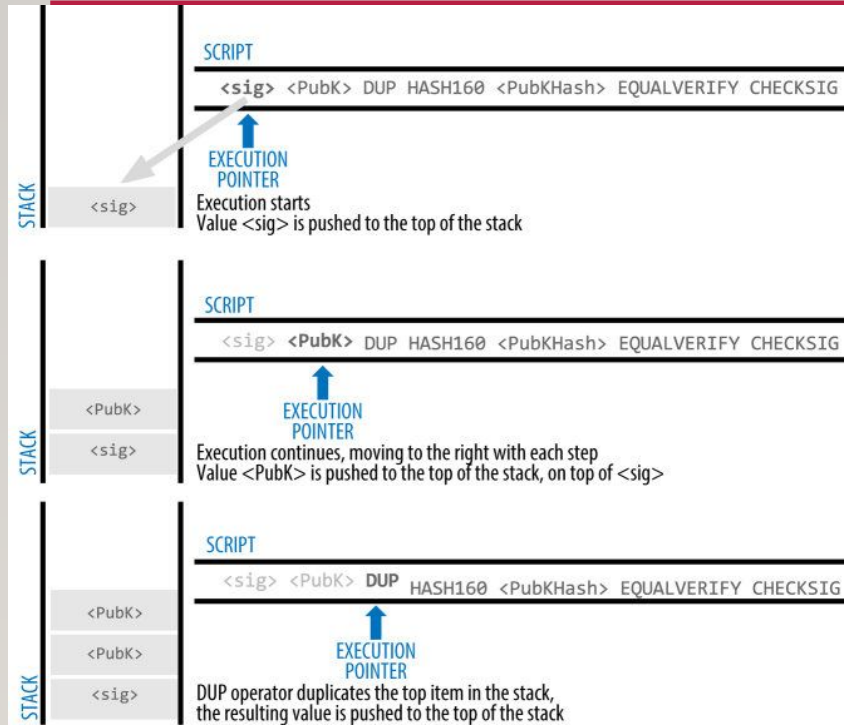 SCRIPT
<sig> <PubK> DUP HASH160 <PubKHash> EQUALVERIFY CHECKSIG
EXECUTION
POINTER
STACK
<sig>
Execution starts
Value <sig> is pushed to the top of the stack
SCRIPT
<sig> <PubK> DUP HASH160 <PubKHash> EQUALVERIFY CHECKSIG
<PubK>
EXECUTION
POINTER
STACK
<sig>
Execution continues, moving to the right with each step
Value <PubK> is pushed to the top of the stack, on top of <sig>
SCRIPT
<sig> <PubK> DUP HASH160 <PubKHash> EQUALVERIFY CHECKSIG
<PubK>
<PubK>
EXECUTION
POINTER
STACK
<sig>
DUP operator duplicates the top item in the stack,
the resulting value is pushed to the top of the stack